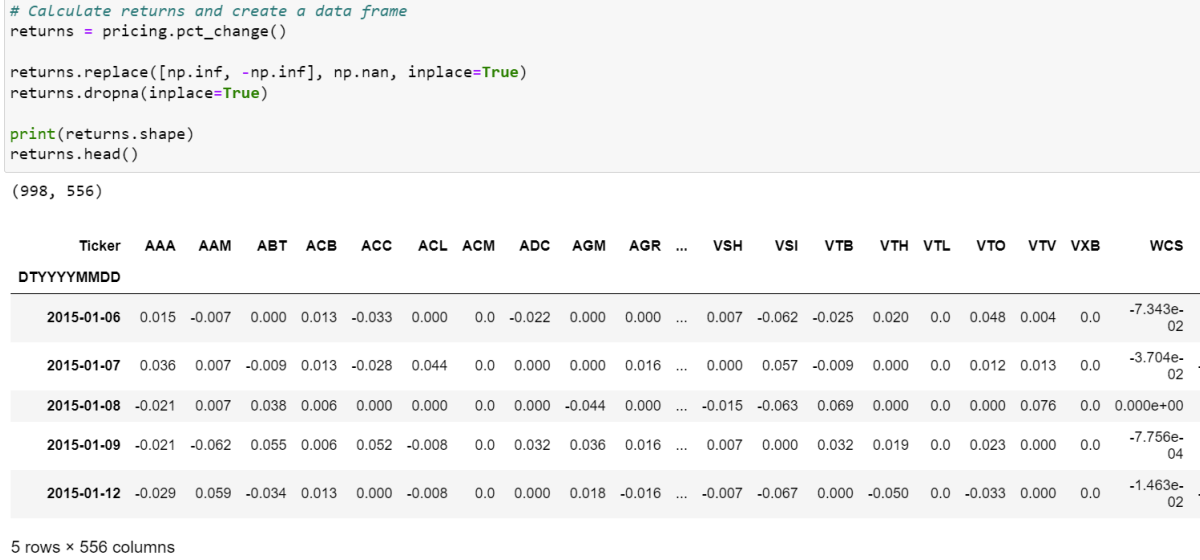 # Calculate returns and create a data frame
returns = pricing.pct_change()
returns.replace([np.inf, -np.inf], np.nan, inplace=True)
returns.dropna(inplace=True)
print(returns.shape)
returns.head()
(998, 556)
Ticker AAA AAM ABT ACB ACC ACL ACM ADC AGM AGR ... VSH VSI VTB VTH VTL VTO VTV VXB WCS
DTYYYYMMDD
2015-01-06 0.015 -0.007 0.000 0.013 -0.033 0.000 0.0 -0.022 0.000 0.000 ... 0.007 -0.062 -0.025 0.020 0.0 0.048 0.004 0.0 -7.343e-
02
2015-01-07 0.036 0.007 -0.009 0.013 -0.028 0.044 0.0 0.000 0.000 0.016 ... 0.000 0.057 -0.009 0.000 0.0 0.012 0.013 0.0 -3.704e-
02
2015-01-08 -0.021 0.007 0.038 0.006 0.000 0.000 0.0 0.000 -0.044 0.000 ... -0.015 -0.063 0.069 0.000 0.0 0.000 0.076 0.0 0.000e+00
2015-01-09 -0.021 -0.062 0.055 0.006 0.052 -0.008 0.0 0.032 0.036 0.016 ... 0.007 0.000 0.032 0.019 0.0 0.023 0.000 0.0 -7.756e-
04
2015-01-12 -0.029 0.059 -0.034 0.013 0.000 -0.008 0.0 0.000 0.018 -0.016 ... -0.007 -0.067 0.000 -0.050 0.0 -0.033 0.000 0.0 -1.463e-
02
5 rows × 556 columns